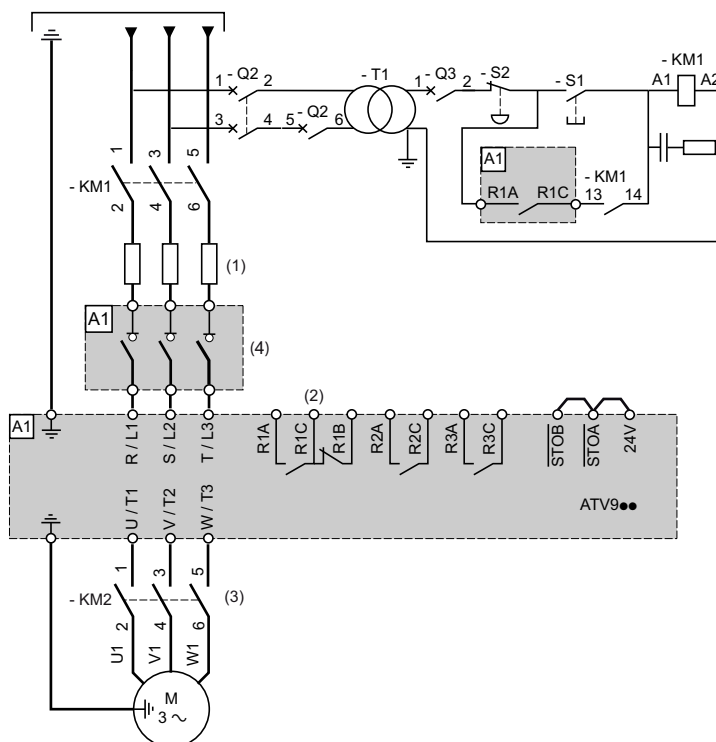 - Q2
- T1
- Q3
- S2
- S1
- KM1
1
2
1
2
A1
A2
3
4
5
- Q2
6
1
3
5
- KM1
2
4
6
A1
R1A
R1C
- KM1
13
14
(1)
A1
(4)
(2)
A1
R / L1
S / L2
T / L3
R1A
R1C
R1B
R2A
R2C
R3A
R3C
STOB
STOA
24V
U / T1
V / T2
W / T3
ATV9●●
1
3
5
- KM2
(3)
2
4
6
U1
V1
W1
M
3 ~